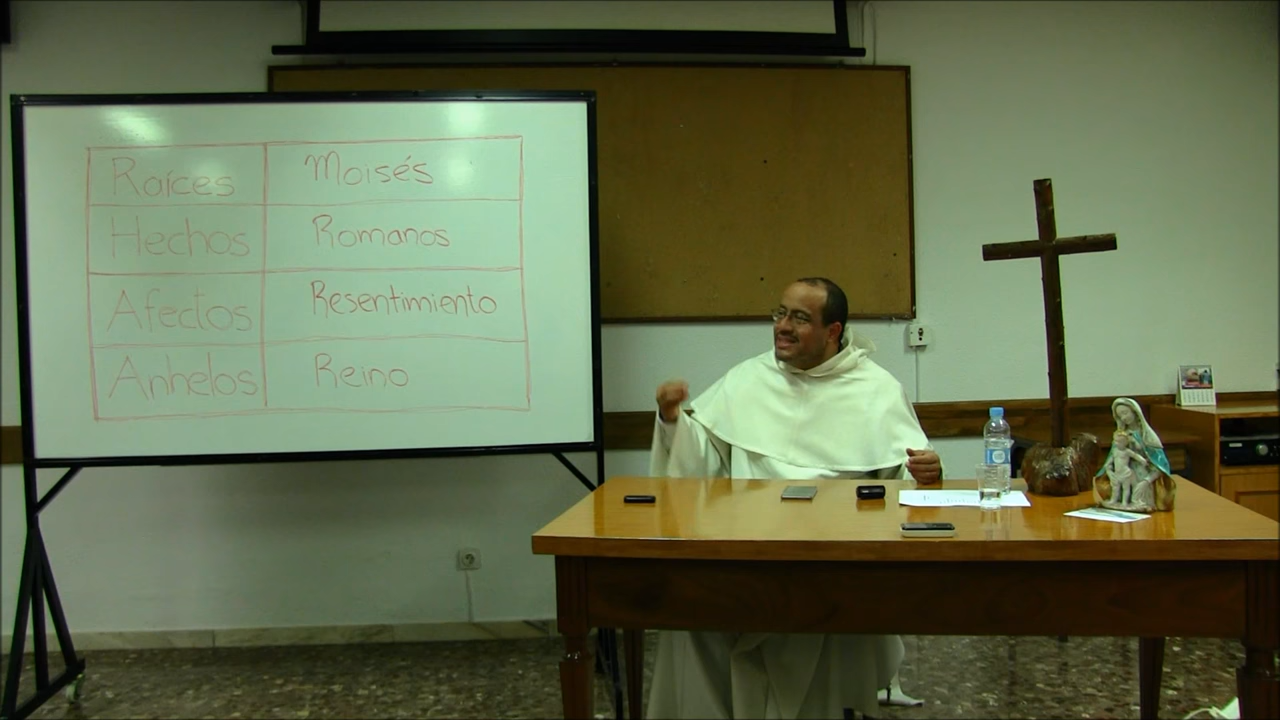 Raíces Moisés
Hechos Romanos
Afectos Resentimiento
Anhelos Reino